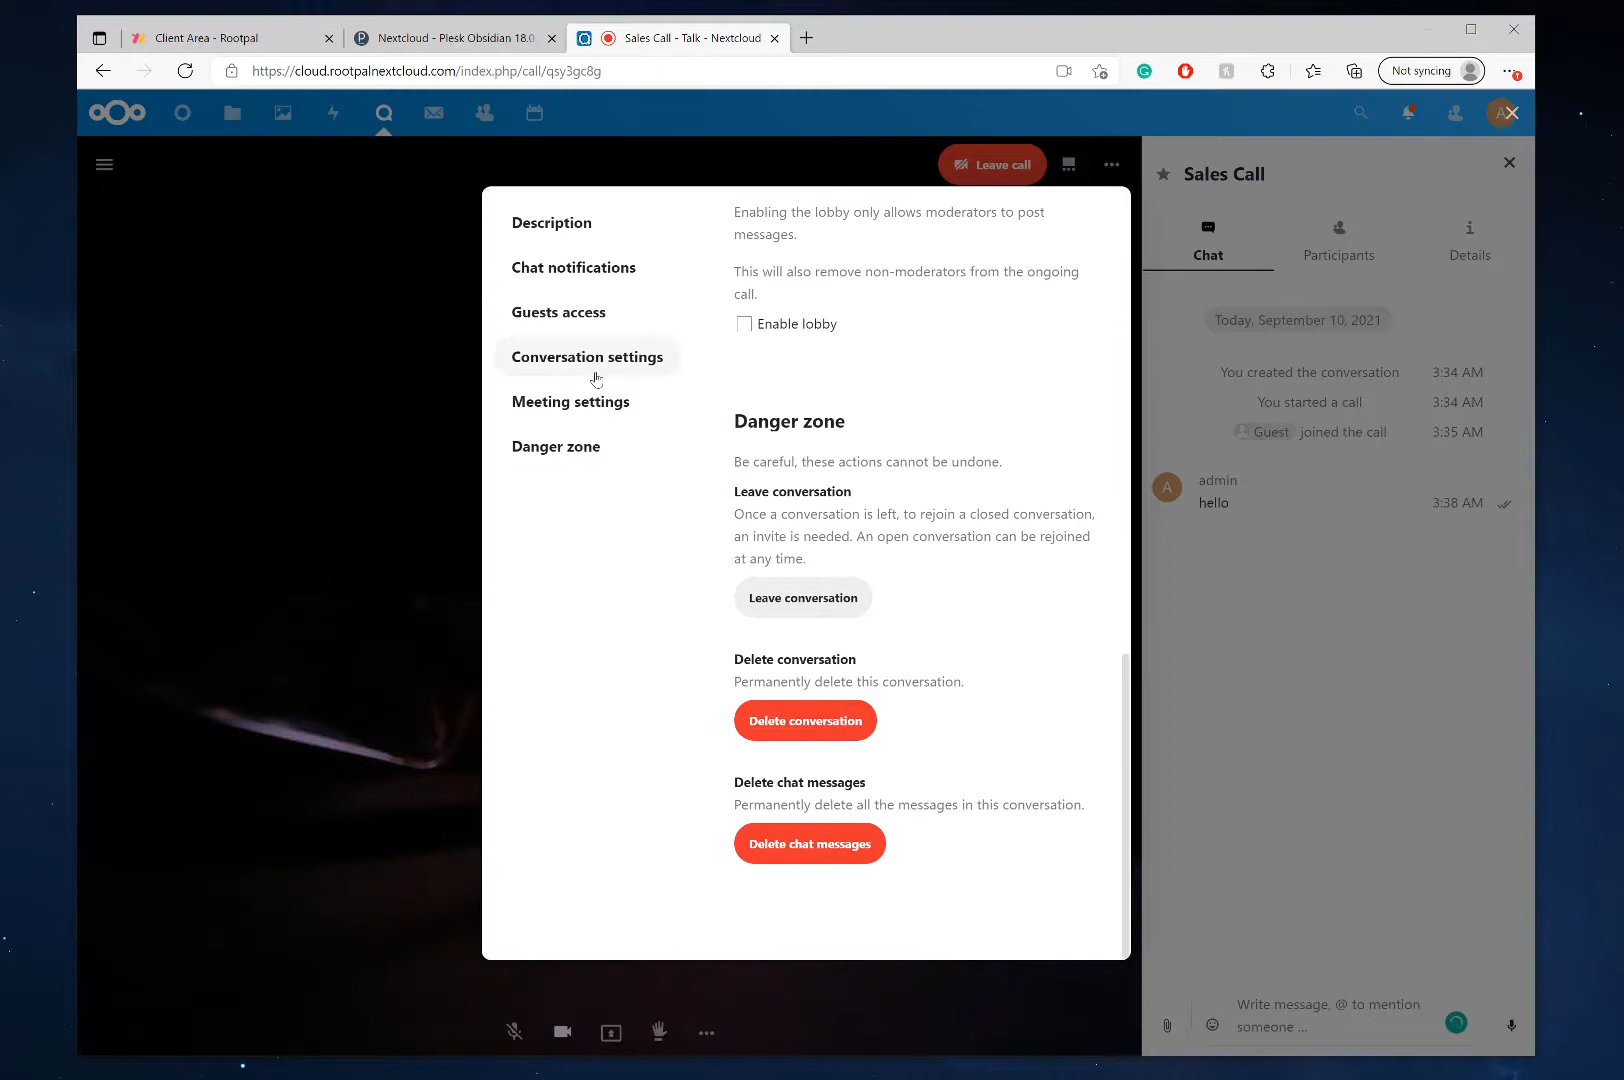 Client Area - Rootpal
Nextcloud - Plesk Obsidian 18.0.
Sales Call - Talk - Nextcloud
https://cloud.rootpalnextcloud.com/index.php/call/qsy3gc8g
Not syncing
A
Leave call
Description
Chat notifications
Guests access
Conversation settings
Meeting settings
Danger zone
Enabling the lobby only allows moderators to post
messages.
This will also remove non-moderators from the ongoing
call.
Enable lobby
Danger zone
Be careful, these actions cannot be undone.
Leave conversation
Once a conversation is left, to rejoin a closed conversation,
an invite is needed. An open conversation can be rejoined
at any time.
Leave conversation
Delete conversation
Permanently delete this conversation.
Delete conversation
Delete chat messages
Permanently delete all the messages in this conversation.
Delete chat messages
Sales Call
Chat
Participants
Details
Today, September 10, 2021
You created the conversation 3:34 AM
You started a call 3:34 AM
Guest joined the call 3:35 AM
A
admin
hello 3:38 AM
Write message, @ to mention
someone ...